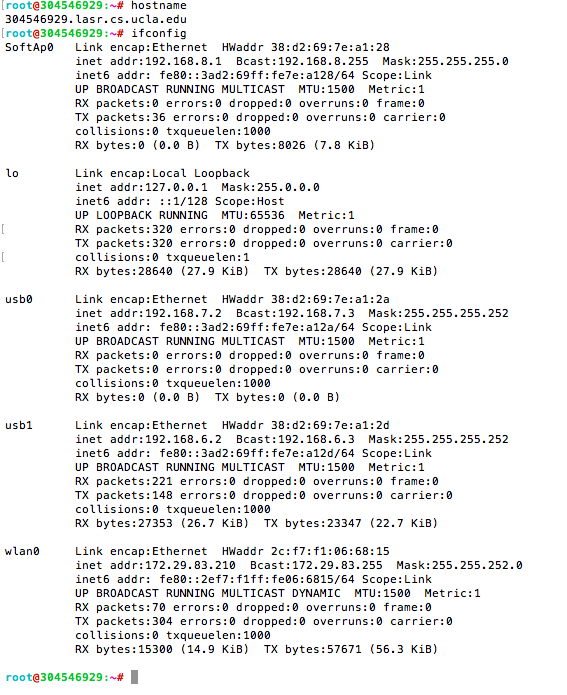 [root@304546929:~# hostname
304546929.lasr.cs.ucla.edu
[root@304546929:~# ifconfig
SoftAp0   Link encap:Ethernet  HWaddr 38:d2:69:7e:a1:28
          inet addr:192.168.8.1  Bcast:192.168.8.255  Mask:255.255.255.0
          inet6 addr: fe80::3ad2:69ff:fe7e:a128/64 Scope:Link
          UP BROADCAST RUNNING MULTICAST  MTU:1500  Metric:1
          RX packets:0 errors:0 dropped:0 overruns:0 frame:0
          TX packets:36 errors:0 dropped:0 overruns:0 carrier:0
          collisions:0 txqueuelen:1000
          RX bytes:0 (0.0 B)  TX bytes:8026 (7.8 KiB)

lo        Link encap:Local Loopback
          inet addr:127.0.0.1  Mask:255.0.0.0
          inet6 addr: ::1/128 Scope:Host
          UP LOOPBACK RUNNING  MTU:65536  Metric:1
[         RX packets:320 errors:0 dropped:0 overruns:0 frame:0
          TX packets:320 errors:0 dropped:0 overruns:0 carrier:0
[         collisions:0 txqueuelen:1
          RX bytes:28640 (27.9 KiB)  TX bytes:28640 (27.9 KiB)

usb0      Link encap:Ethernet  HWaddr 38:d2:69:7e:a1:2a
          inet addr:192.168.7.2  Bcast:192.168.7.3  Mask:255.255.255.252
          inet6 addr: fe80::3ad2:69ff:fe7e:a12a/64 Scope:Link
          UP BROADCAST RUNNING MULTICAST  MTU:1500  Metric:1
          RX packets:0 errors:0 dropped:0 overruns:0 frame:0
          TX packets:0 errors:0 dropped:0 overruns:0 carrier:0
          collisions:0 txqueuelen:1000
          RX bytes:0 (0.0 B)  TX bytes:0 (0.0 B)

usb1      Link encap:Ethernet  HWaddr 38:d2:69:7e:a1:2d
          inet addr:192.168.6.2  Bcast:192.168.6.3  Mask:255.255.255.252
          inet6 addr: fe80::3ad2:69ff:fe7e:a12d/64 Scope:Link
          UP BROADCAST RUNNING MULTICAST  MTU:1500  Metric:1
          RX packets:221 errors:0 dropped:0 overruns:0 frame:0
          TX packets:148 errors:0 dropped:0 overruns:0 carrier:0
          collisions:0 txqueuelen:1000
          RX bytes:27353 (26.7 KiB)  TX bytes:23347 (22.7 KiB)

wlan0     Link encap:Ethernet  HWaddr 2c:f7:f1:06:68:15
          inet addr:172.29.83.210  Bcast:172.29.83.255  Mask:255.255.252.0
          inet6 addr: fe80::2ef7:f1ff:fe06:6815/64 Scope:Link
          UP BROADCAST RUNNING MULTICAST DYNAMIC  MTU:1500  Metric:1
          RX packets:70 errors:0 dropped:0 overruns:0 frame:0
          TX packets:304 errors:0 dropped:0 overruns:0 carrier:0
          collisions:0 txqueuelen:1000
          RX bytes:15300 (14.9 KiB)  TX bytes:57671 (56.3 KiB)

root@304546929:~#